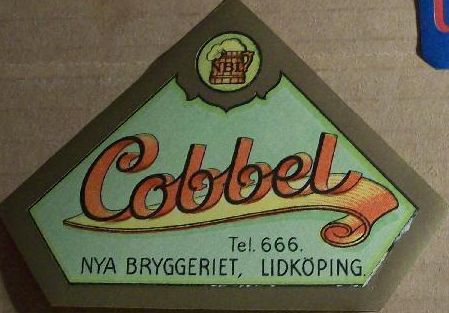 NBL
Cobbel
Tel. 666.
NYA BRYGGERIET, LIDKÖPING.